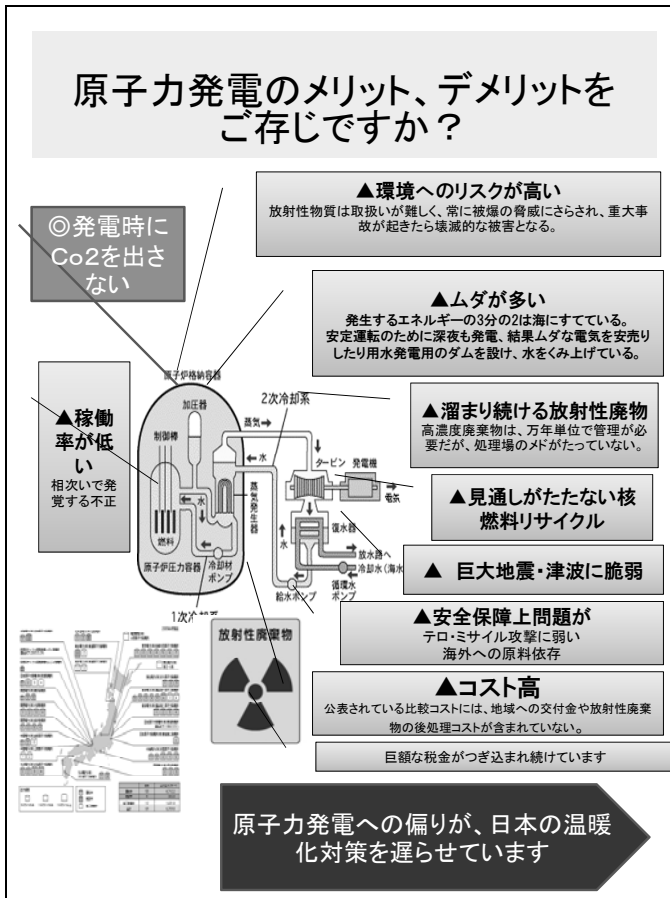 原子力発電のメリット、デメリットを
ご存じですか？
◎発電時に
Co2を出さ
ない
▲環境へのリスクが高い
放射性物質は取扱いが難しく、常に被爆の脅威にさらされ、重大事
故が起きたら壊滅的な被害となる。
▲ムダが多い
発生するエネルギーの3分の2は海にすてている。
安定運転のために深夜も発電、結果ムダな電気を安売り
したり用水発電用のダムを設け、水をくみ上げている。
▲稼働
率が低
い
相次いで発
覚する不正
原子炉格納容器
加圧器
制御棒
燃料
原子炉圧力容器
水
冷却材
ポンプ
1次冷却系
2次冷却系
蒸気
水
蒸気発生器
タービン
発電機
電気
復水器
水
放水路へ
冷却水(海水
循環水
ポンプ
給水ポンプ
▲溜まり続ける放射性廃物
高濃度廃棄物は、万年単位で管理が必
要だが、処理場のメドがたっていない。
▲見通しがたたない核
燃料リサイクル
▲ 巨大地震・津波に脆弱
▲安全保障上問題が
テロ・ミサイル攻撃に弱い
海外への原料依存
放射性廃棄物
▲コスト高
公表されている比較コストには、地域への交付金や放射性廃棄
物の後処理コストが含まれていない。
巨額な税金がつぎ込まれ続けています
原子力発電への偏りが、日本の温暖
化対策を遅らせています